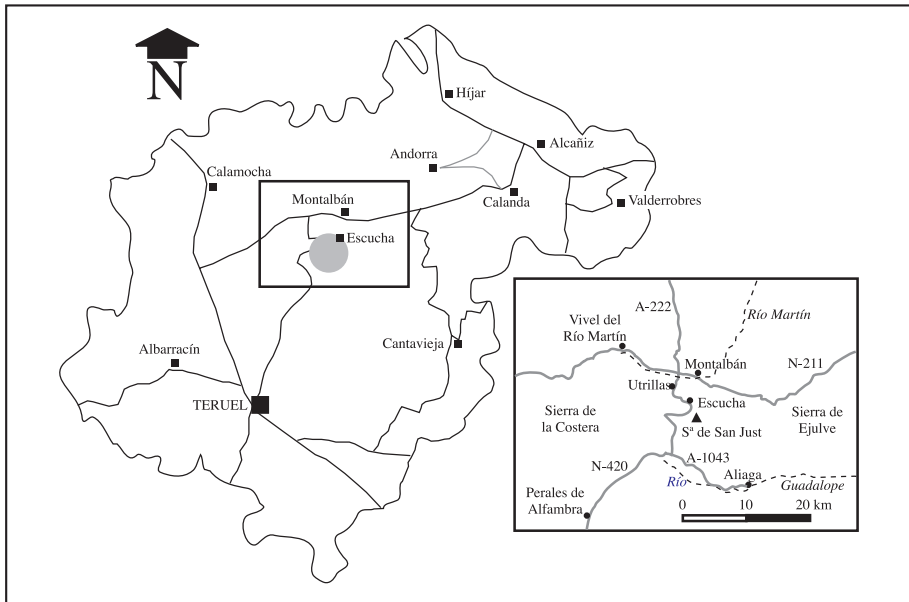 N
Híjar
Alcañiz
Andorra
Calamocha
Calanda
Valderrobres
Montalbán
Escucha
Cantavieja
Albarracín
TERUEL
A-222
Río Martín
Vivel del
Río Martín
Montalbán
N-211
Utrillas
Escucha
Sierra de
la Costera
Sierra de
Ejulve
Sª de San Just
A-1043
N-420
Aliaga
Río
Guadalope
Perales de
Alfambra
0 10 20 km